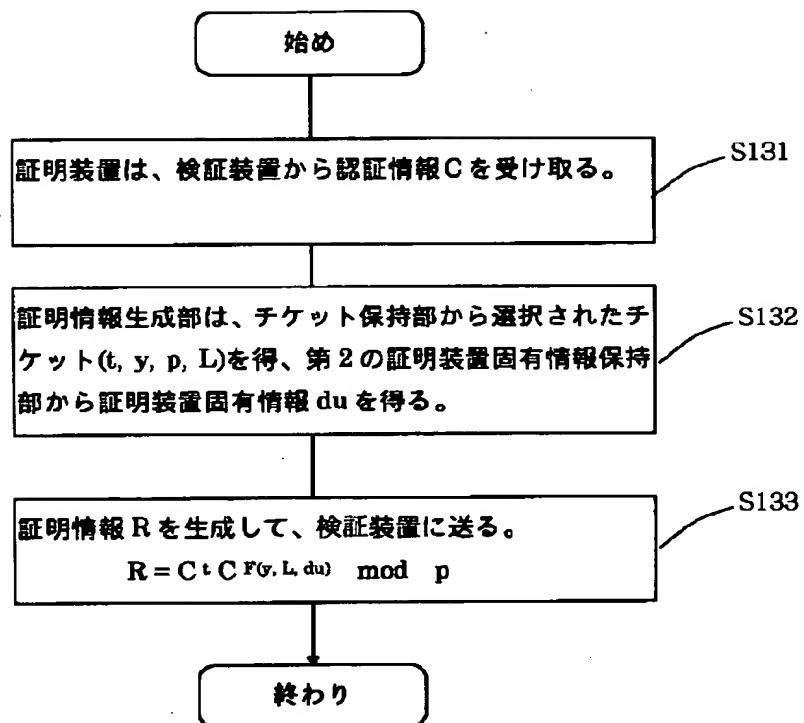 始め
証明装置は、検証装置から認証情報Cを受け取る。
S131
証明情報生成部は、チケット保持部から選択されたチ
ケット(t, y, p, L)を得、第2の証明装置固有情報保持
部から証明装置固有情報 du を得る。
S132
証明情報 R を生成して、検証装置に送る。
R = C t C F(y, L, du) mod p
S133
終わり